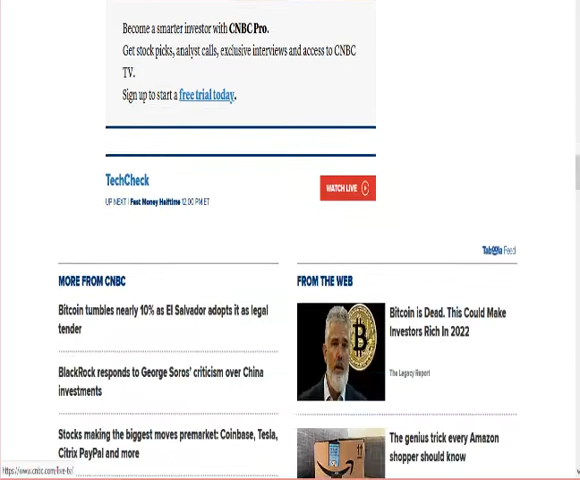 Become a smarter investor with CNBC Pro.
Get stock picks, analyst calls, exclusive interviews and access to CNBC
TV.
Sign up to start a free trial today.
TechCheck
UP NEXT | Fast Money Halftime 12:00 PM ET
WATCH LIVE
Taboola Feed
MORE FROM CNBC
Bitcoin tumbles nearly 10% as El Salvador adopts it as legal
tender
BlackRock responds to George Soros' criticism over China
investments
Stocks making the biggest moves premarket: Coinbase, Tesla,
Citrix PayPal and more
FROM THE WEB
Bitcoin is Dead. This Could Make
Investors Rich In 2022
The Legacy Report
The genius trick every Amazon
shopper should know
https://www.cnbc.com/live-tv/